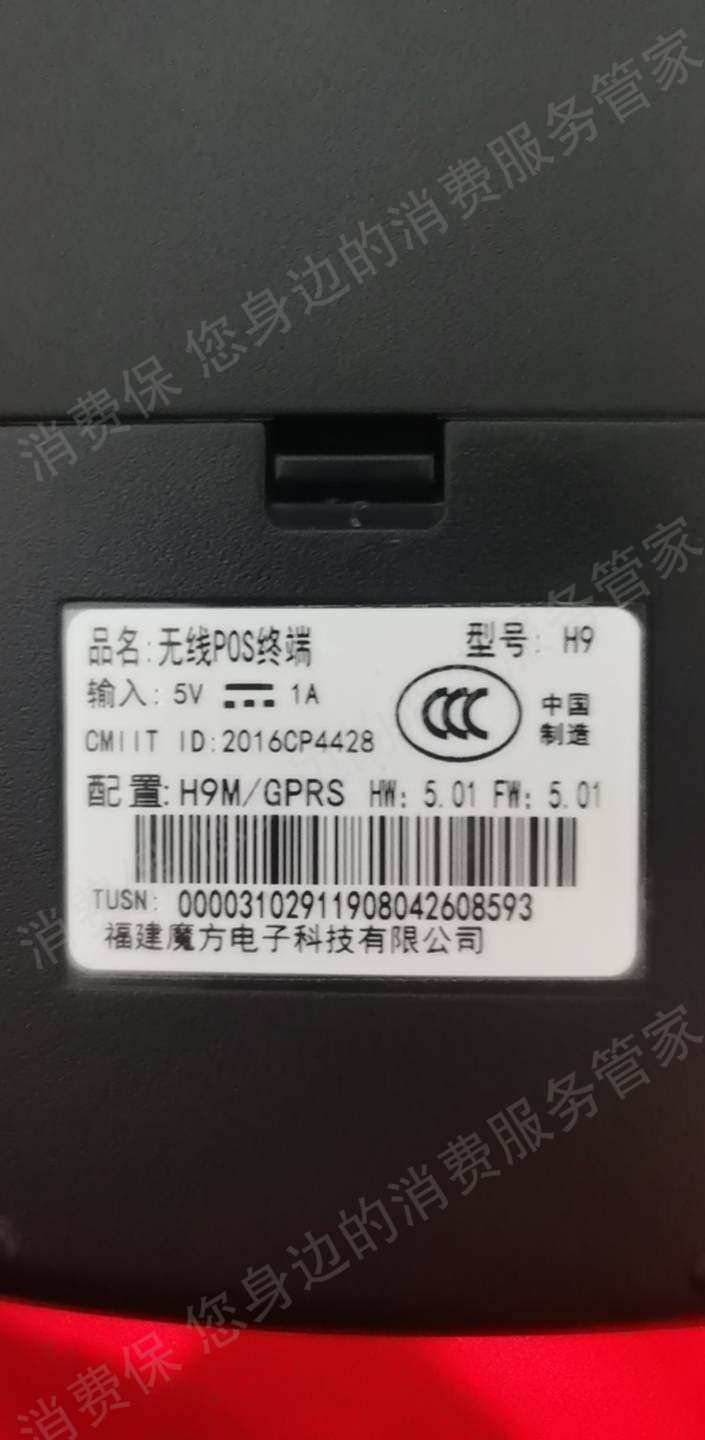 消费保 您身边的消费服务管家
品名:无线POS终端 型号: H9
输入: 5V 1A
CCC 中国制造
CMIIT ID:2016CP4428
配置: H9M/GPRS HW: 5.01 FW: 5.01
TUSN: 00003102911908042608593
福建魔方电子科技有限公司
消费保 您身边的消费服务管家
消费保 您身边的消费服务管家